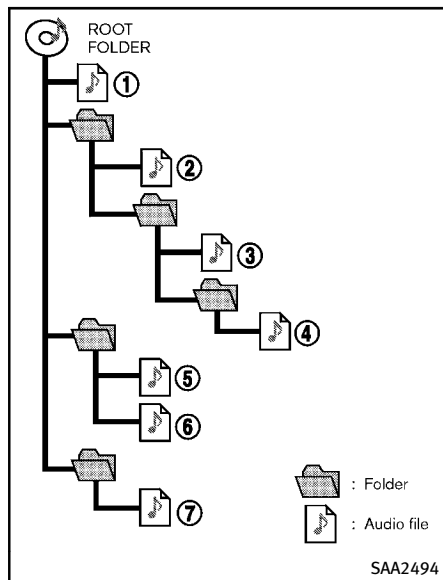 ROOT
FOLDER
①
②
③
④
⑤
⑥
⑦
: Folder
: Audio file
SAA2494